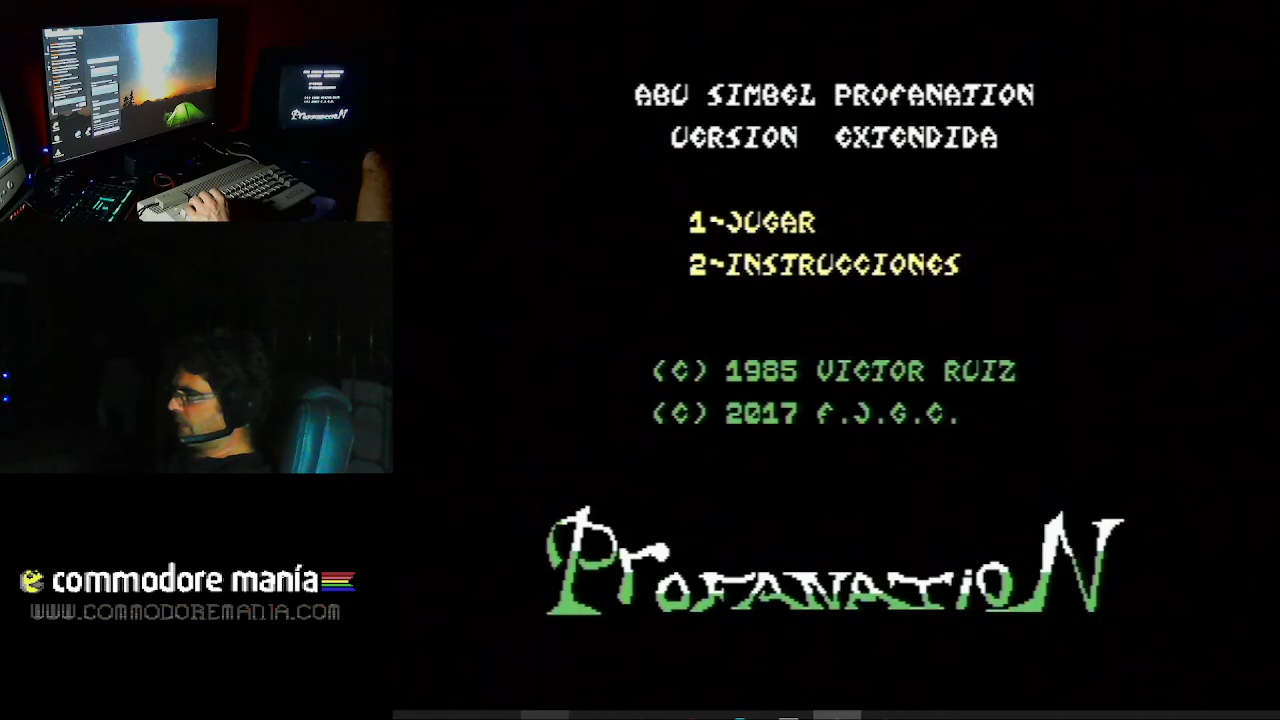 ABU SIMBEL PROFANATION
VERSION EXTENDIDA
1-JUGAR
2-INSTRUCCIONES
(C) 1985 VICTOR RUIZ
(C) 2017 F.J.G.C.
PROFANATiON
commodore manía
WWW.COMMODOREMANIA.COM